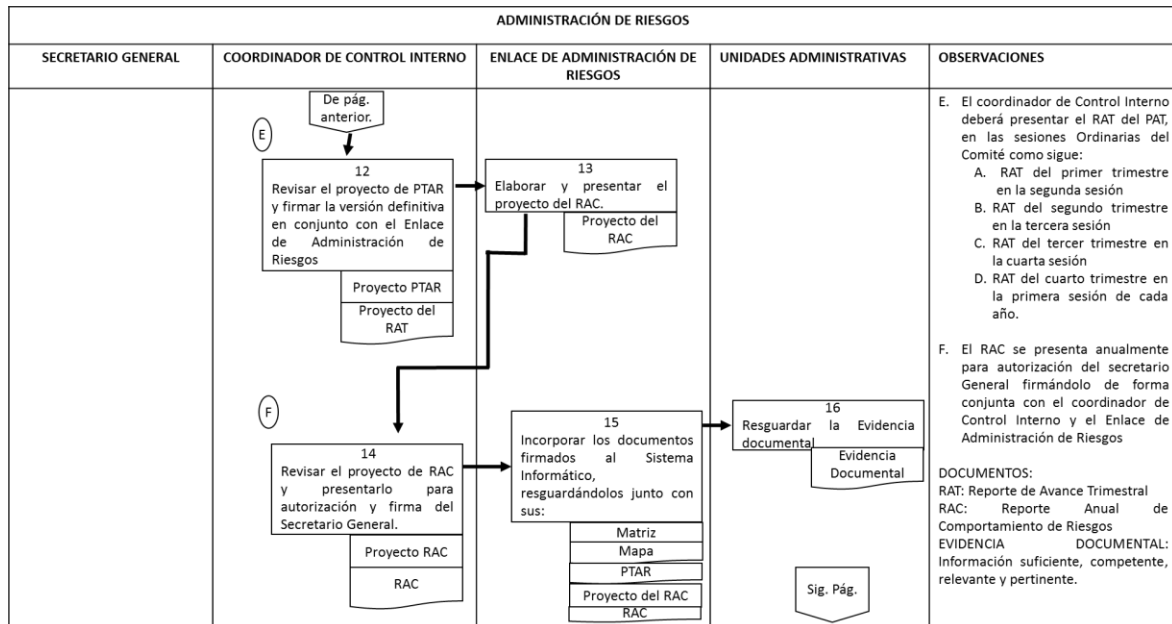 ADMINISTRACIÓN DE RIESGOS
SECRETARIO GENERAL
COORDINADOR DE CONTROL INTERNO
ENLACE DE ADMINISTRACIÓN DE
RIESGOS
UNIDADES ADMINISTRATIVAS
OBSERVACIONES
De pág.
anterior.
E
12
Revisar el proyecto de PTAR
y firmar la versión definitiva
en conjunto con el Enlace
de Administración de
Riesgos
Proyecto PTAR
Proyecto del
RAT
13
Elaborar y presentar el
proyecto del RAC.
Proyecto del
RAC
F
14
Revisar el proyecto de RAC
y presentarlo para
autorización y firma del
Secretario General.
Proyecto RAC
RAC
15
Incorporar los documentos
firmados al Sistema
Informático,
resguardándolos junto con
sus:
Matriz
Mapa
PTAR
Proyecto del RAC
RAC
16
Resguardar la Evidencia
documental
Evidencia
Documental
Sig. Pág.
E. El coordinador de Control Interno
deberá presentar el RAT del PAT,
en las sesiones Ordinarias del
Comité como sigue:
A. RAT del primer trimestre
en la segunda sesión
B. RAT del segundo trimestre
en la tercera sesión
C. RAT del tercer trimestre en
la cuarta sesión
D. RAT del cuarto trimestre en
la primera sesión de cada
año.
F. El RAC se presenta anualmente
para autorización del secretario
General firmándolo de forma
conjunta con el coordinador de
Control Interno y el Enlace de
Administración de Riesgos
DOCUMENTOS:
RAT: Reporte de Avance Trimestral
RAC: Reporte Anual de
Comportamiento de Riesgos
EVIDENCIA DOCUMENTAL:
Información suficiente, competente,
relevante y pertinente.